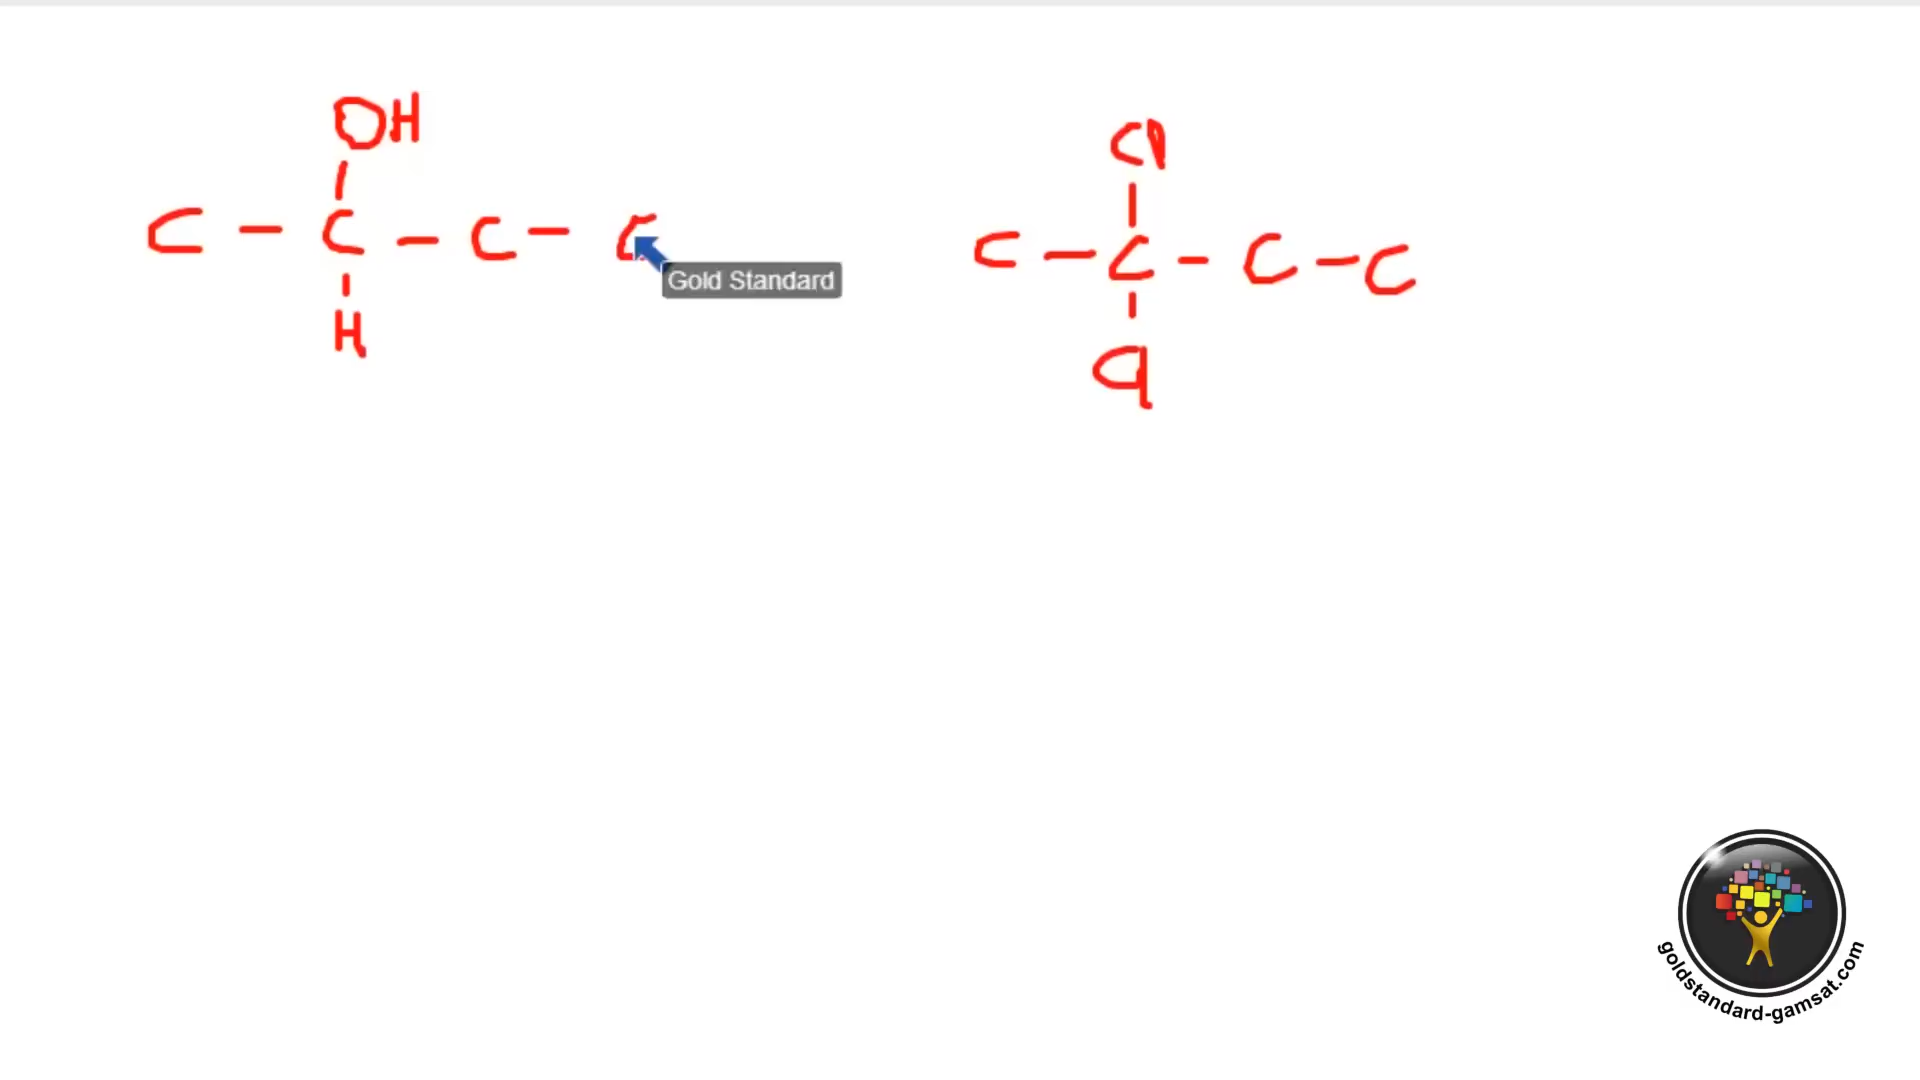 OH
C - C - C - C
H
Gold Standard
Cl
C - C - C - C
Cl
goldstandard-gamsat.com